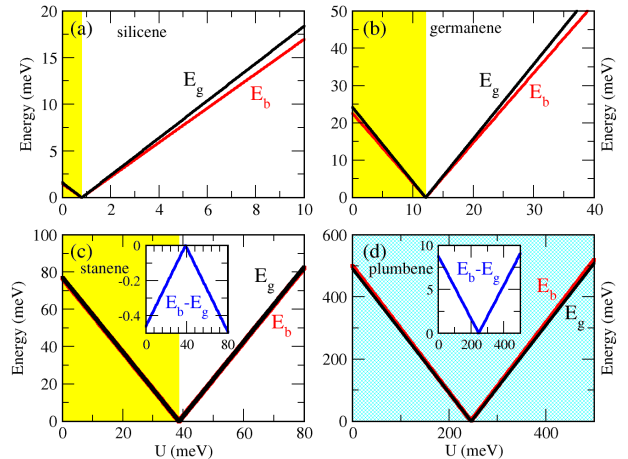 (a) silicene
E_g
E_b
Energy (meV)
20
15
10
5
0
0 2 4 6 8 10
(b) germanene
E_g
E_b
Energy (meV)
50
40
30
20
10
0
0 10 20 30 40
(c)
stanene
E_g
E_b
E_b-E_g
0
-0.2
-0.4
0 40 80
Energy (meV)
100
80
60
40
20
0
0 20 40 60 80
U (meV)
(d)
plumbene
E_b
E_g
E_b-E_g
10
5
0
0 200 400
Energy (meV)
600
400
200
0
0 200 400
U (meV)